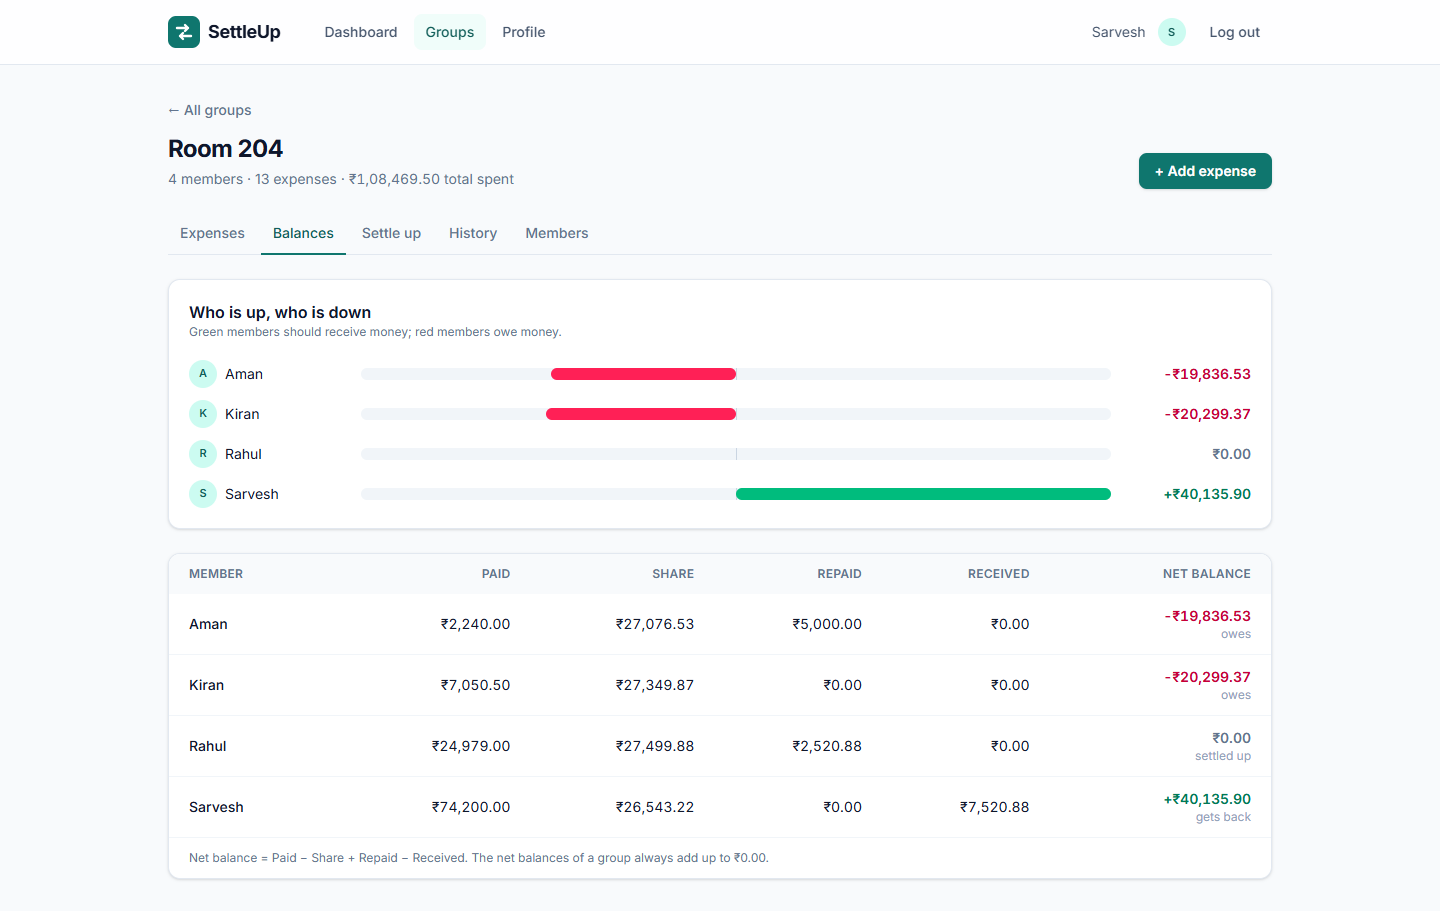 SettleUp Dashboard Groups Profile Sarvesh S Log out
← All groups
Room 204
4 members · 13 expenses · ₹1,08,469.50 total spent
+ Add expense
Expenses Balances Settle up History Members
Who is up, who is down
Green members should receive money; red members owe money.
A Aman -₹19,836.53
K Kiran -₹20,299.37
R Rahul ₹0.00
S Sarvesh +₹40,135.90
MEMBER PAID SHARE REPAID RECEIVED NET BALANCE
Aman ₹2,240.00 ₹27,076.53 ₹5,000.00 ₹0.00 -₹19,836.53
owes
Kiran ₹7,050.50 ₹27,349.87 ₹0.00 ₹0.00 -₹20,299.37
owes
Rahul ₹24,979.00 ₹27,499.88 ₹2,520.88 ₹0.00 ₹0.00
settled up
Sarvesh ₹74,200.00 ₹26,543.22 ₹0.00 ₹7,520.88 +₹40,135.90
gets back
Net balance = Paid − Share + Repaid − Received. The net balances of a group always add up to ₹0.00.